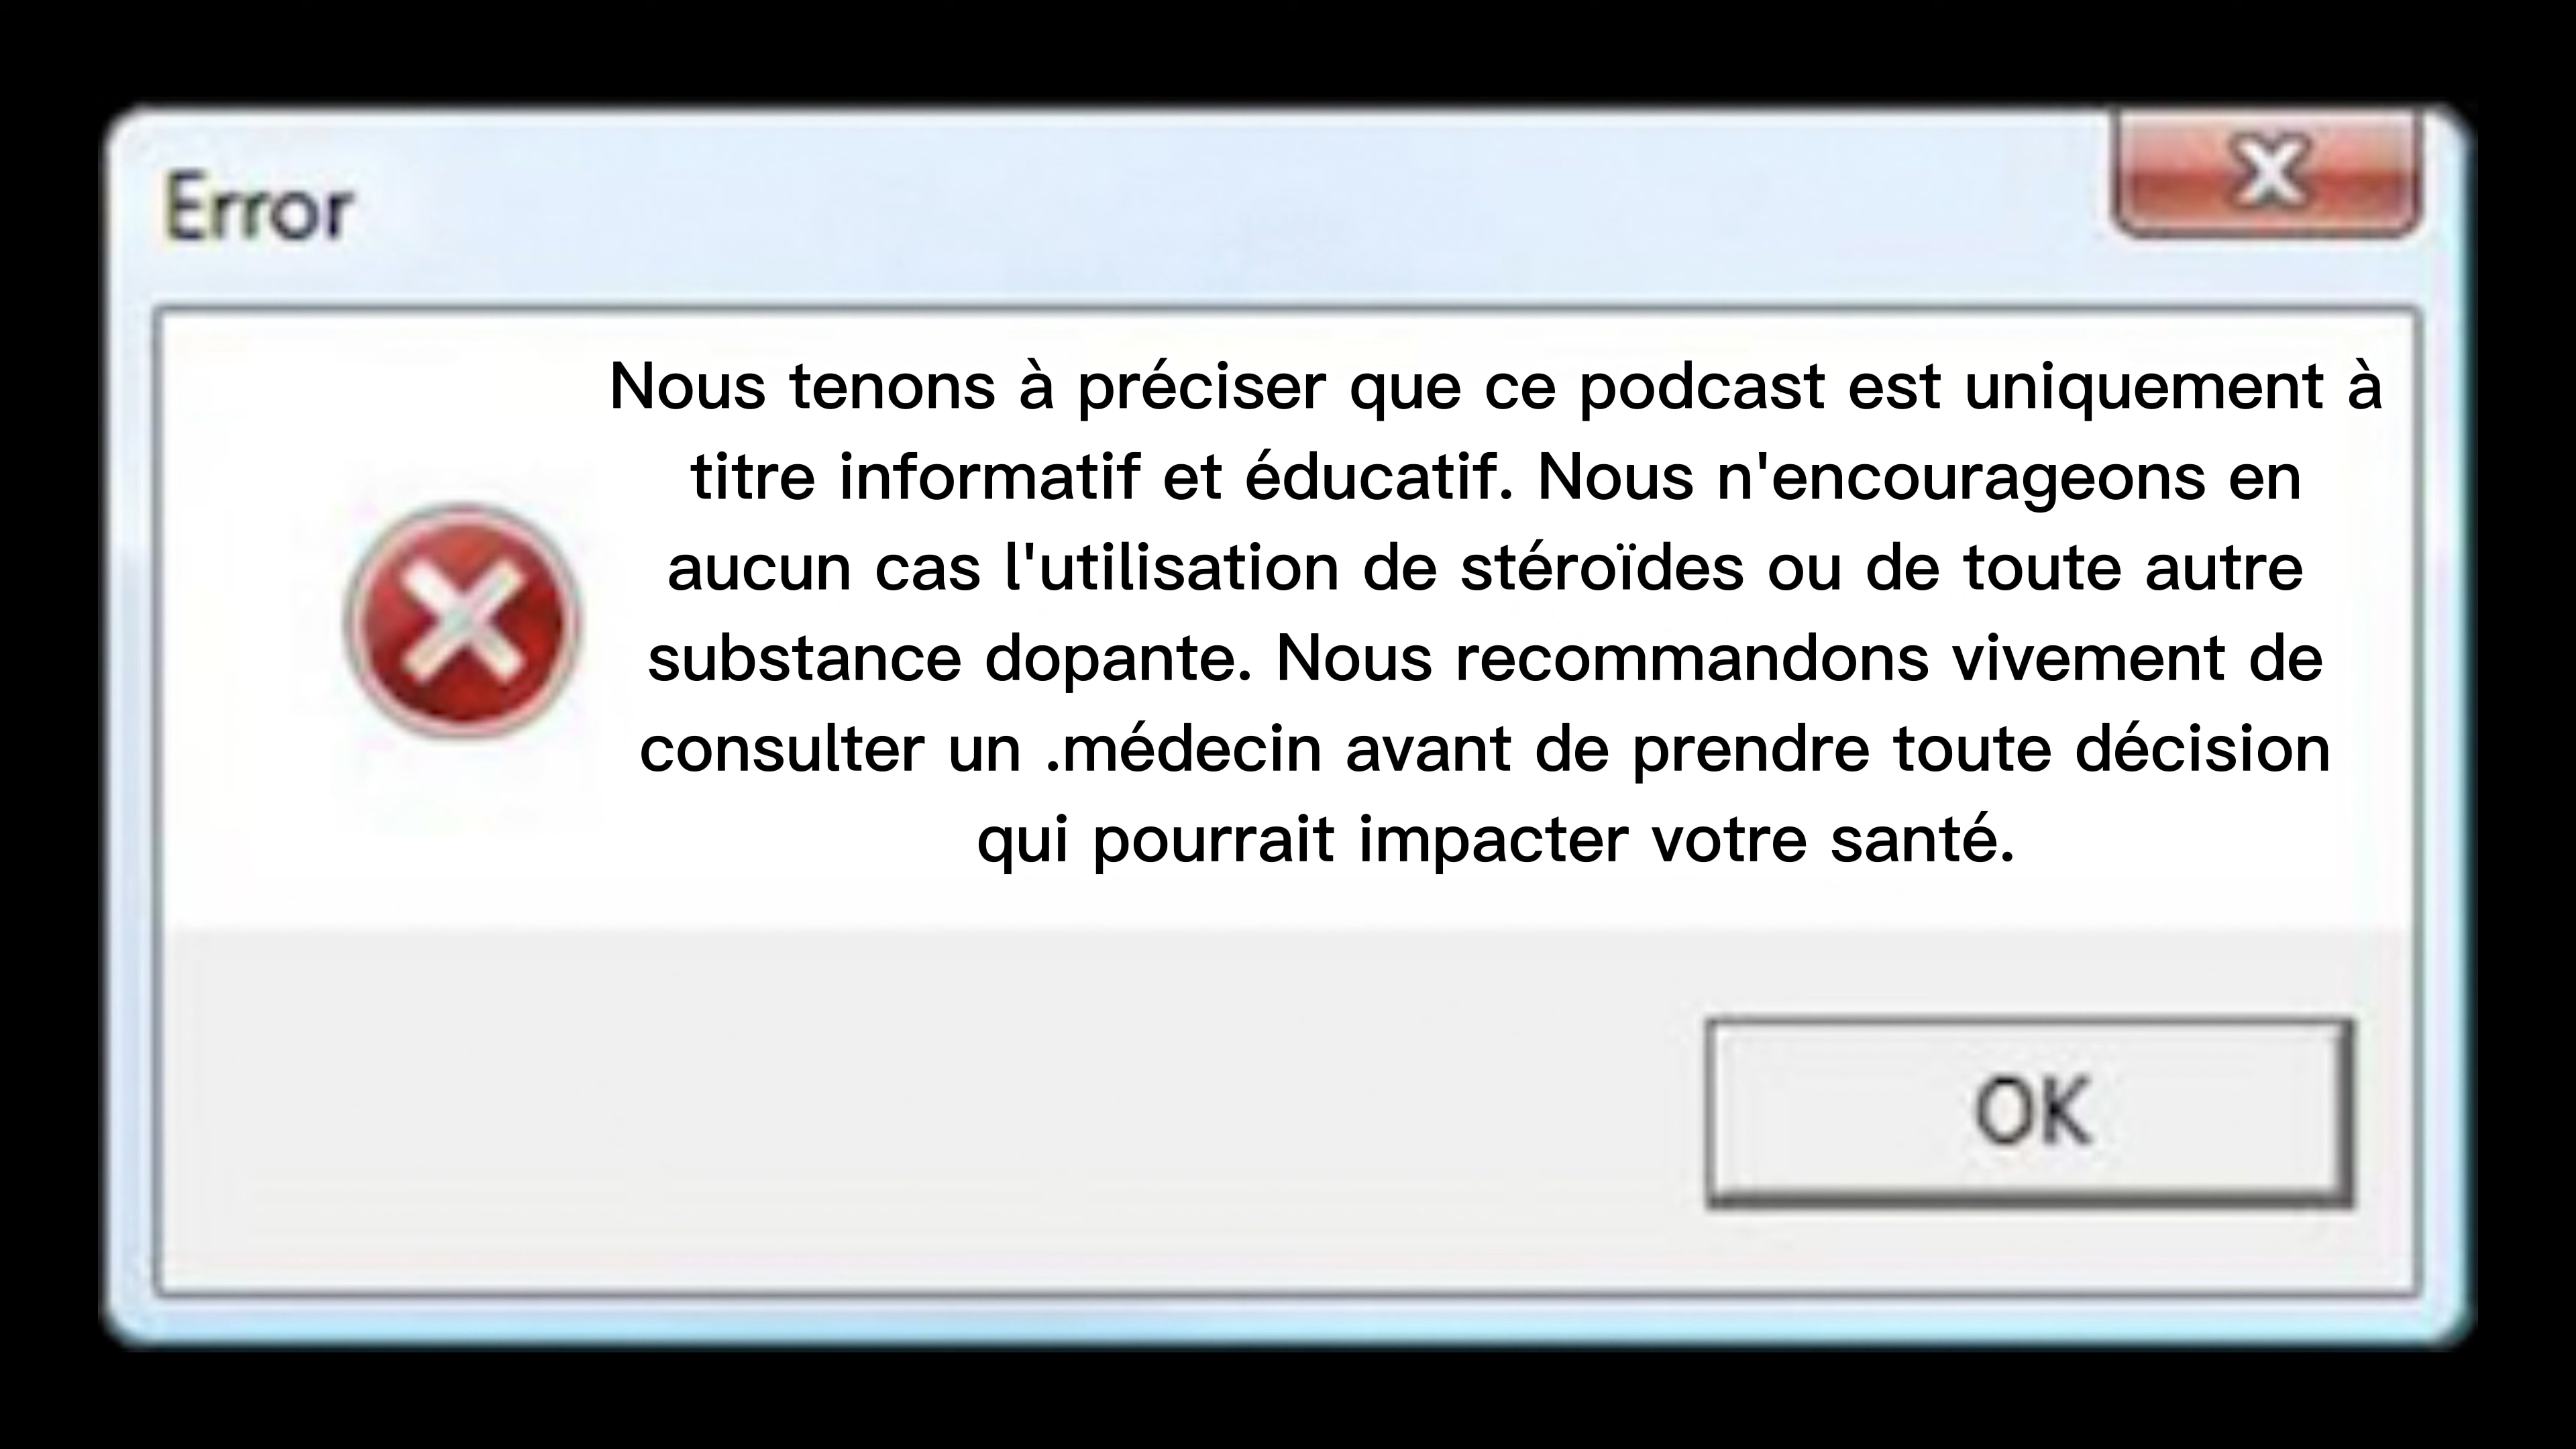 Error
X
Nous tenons à préciser que ce podcast est uniquement à
titre informatif et éducatif. Nous n'encourageons en
aucun cas l'utilisation de stéroïdes ou de toute autre
substance dopante. Nous recommandons vivement de
consulter un .médecin avant de prendre toute décision
qui pourrait impacter votre santé.
OK